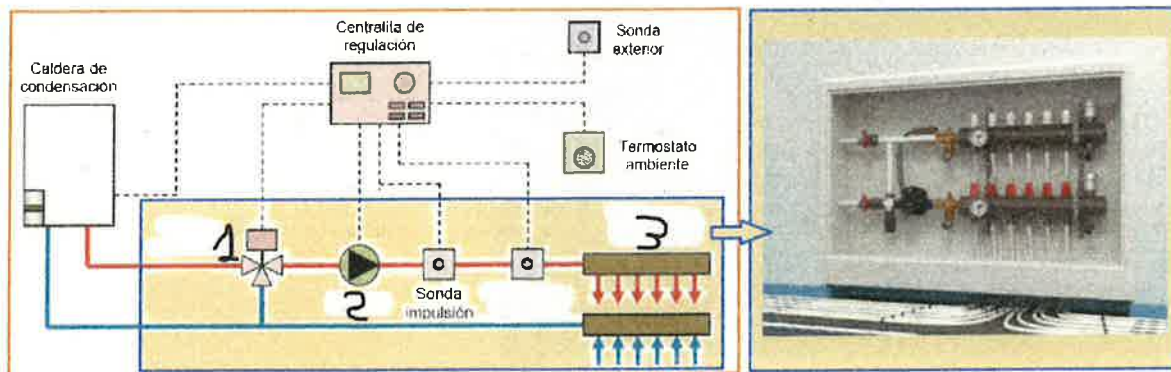 Centralita de
regulación
Sonda
exterior
Caldera de
condensación
Termostato
ambiente
1
2
3
Sonda
impulsión